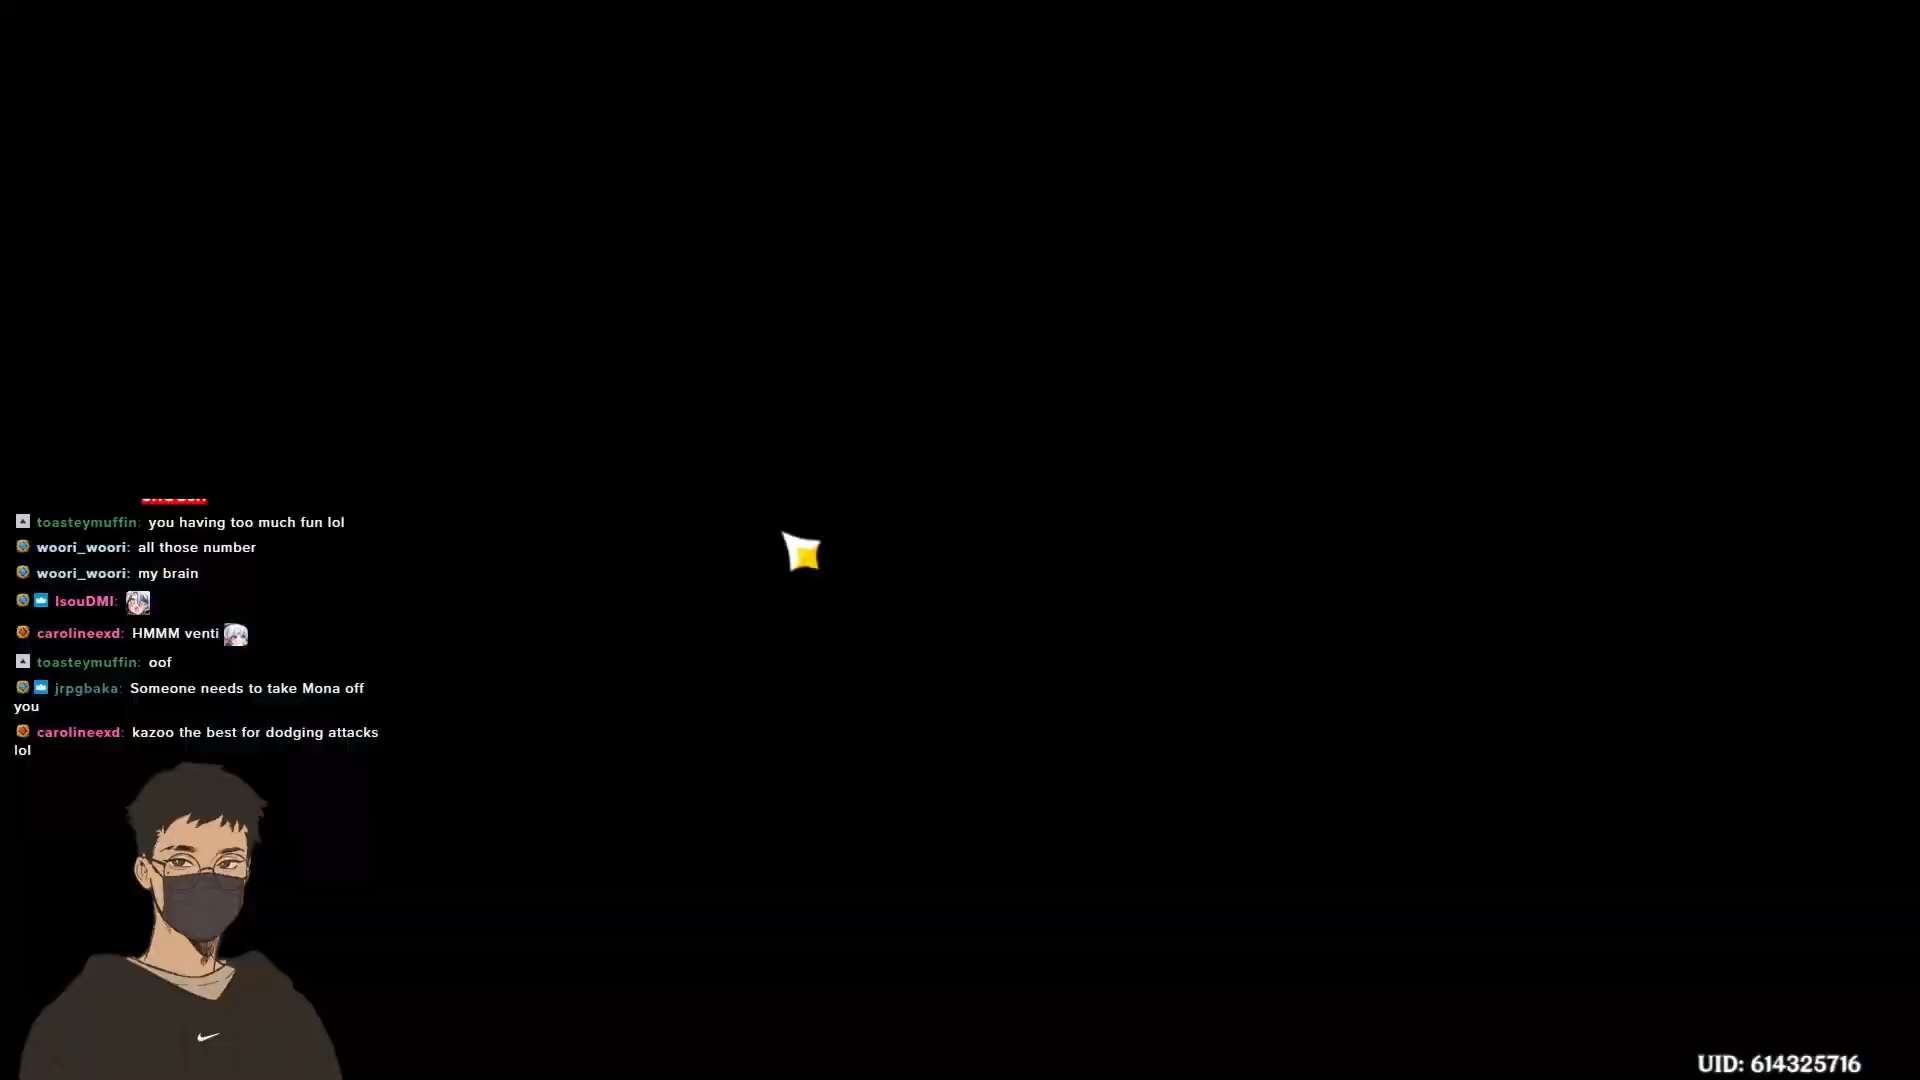 toasteymuffin: you having too much fun lol
woori_woori: all those number
woori_woori: my brain
IsouDMI:
carolineexd: HMMM venti
toasteymuffin: oof
jrpgbaka: Someone needs to take Mona off
you
carolineexd: kazoo the best for dodging attacks
lol
UID: 614325716